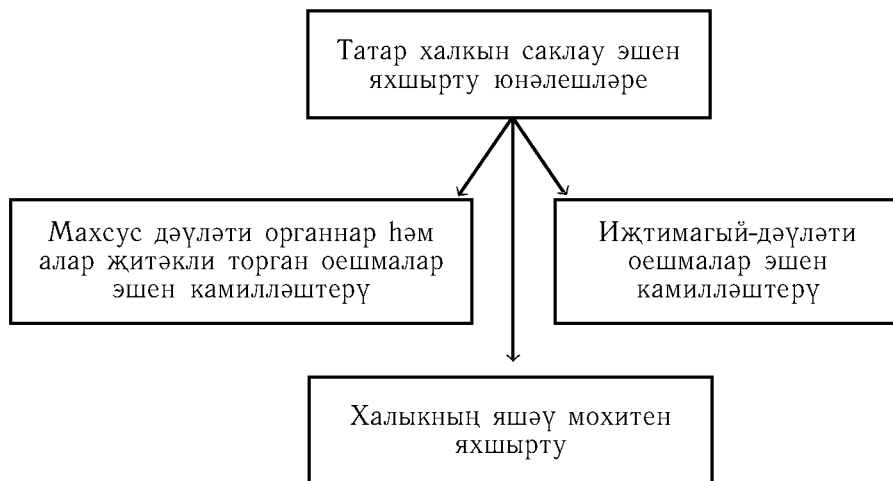 Татар халкын саклау эшен
яхшырту юнәлешләре
Махсус дәүләти органнар һәм
алар җитәкли торган оешмалар
эшен камилләштерү
Иҗтимагый-дәүләти
оешмалар эшен
камилләштерү
Халыкның яшәү мохитен
яхшырту